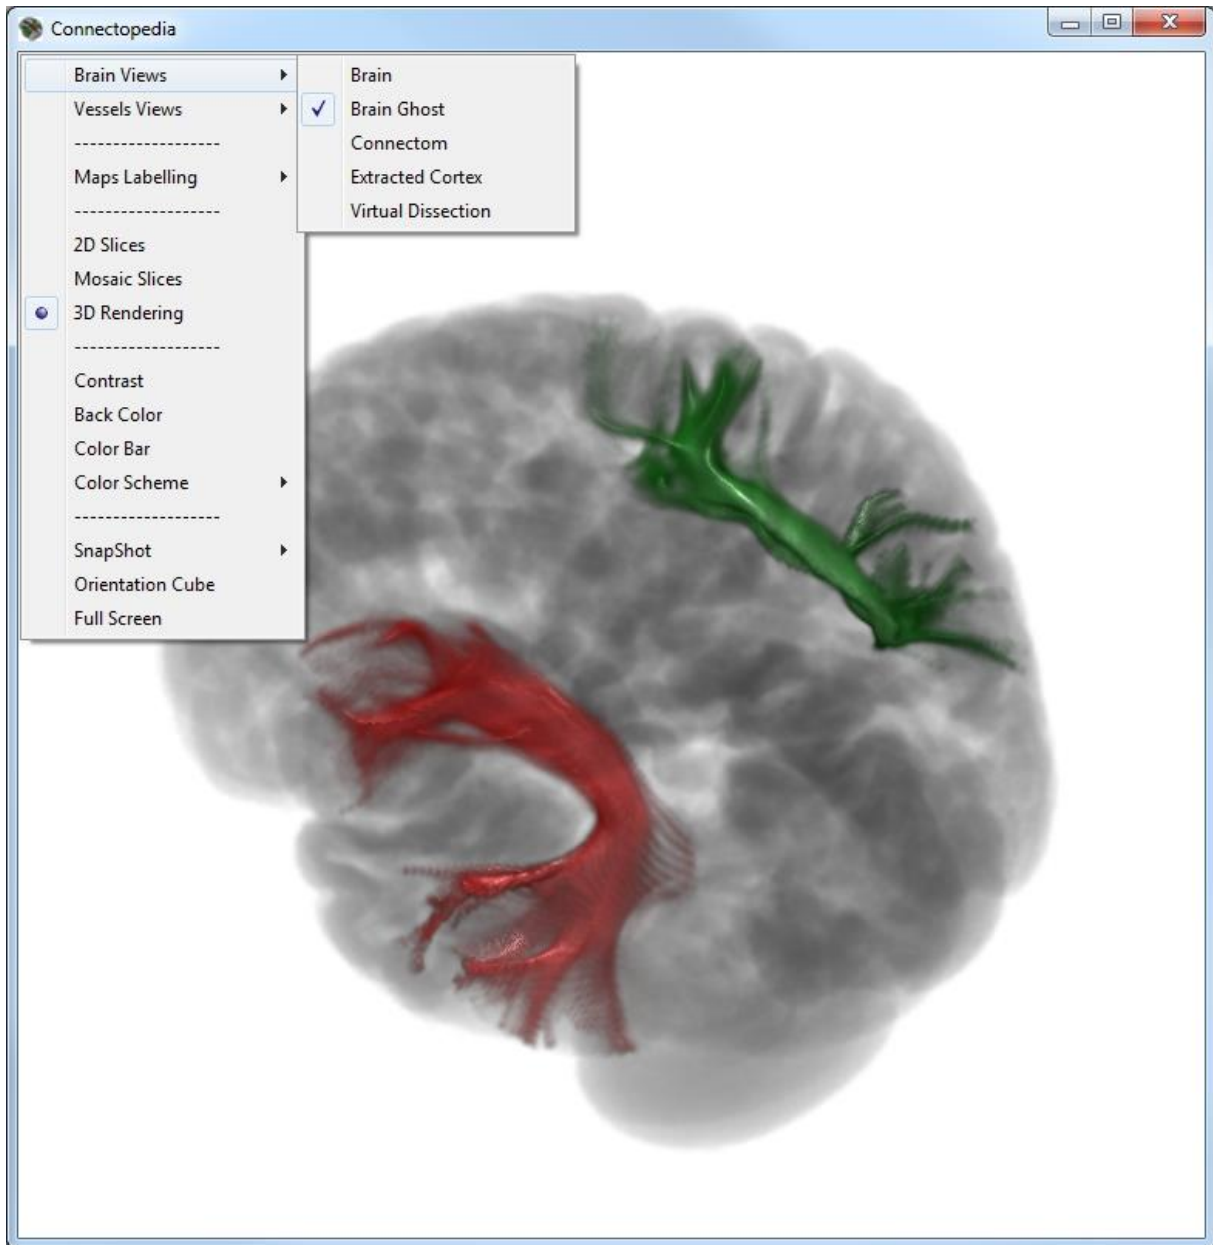 Connectopedia
Brain Views
Vessels Views
-------------------
Maps Labelling
-------------------
2D Slices
Mosaic Slices
3D Rendering
-------------------
Contrast
Back Color
Color Bar
Color Scheme
-------------------
SnapShot
Orientation Cube
Full Screen
Brain
Brain Ghost
Connectom
Extracted Cortex
Virtual Dissection